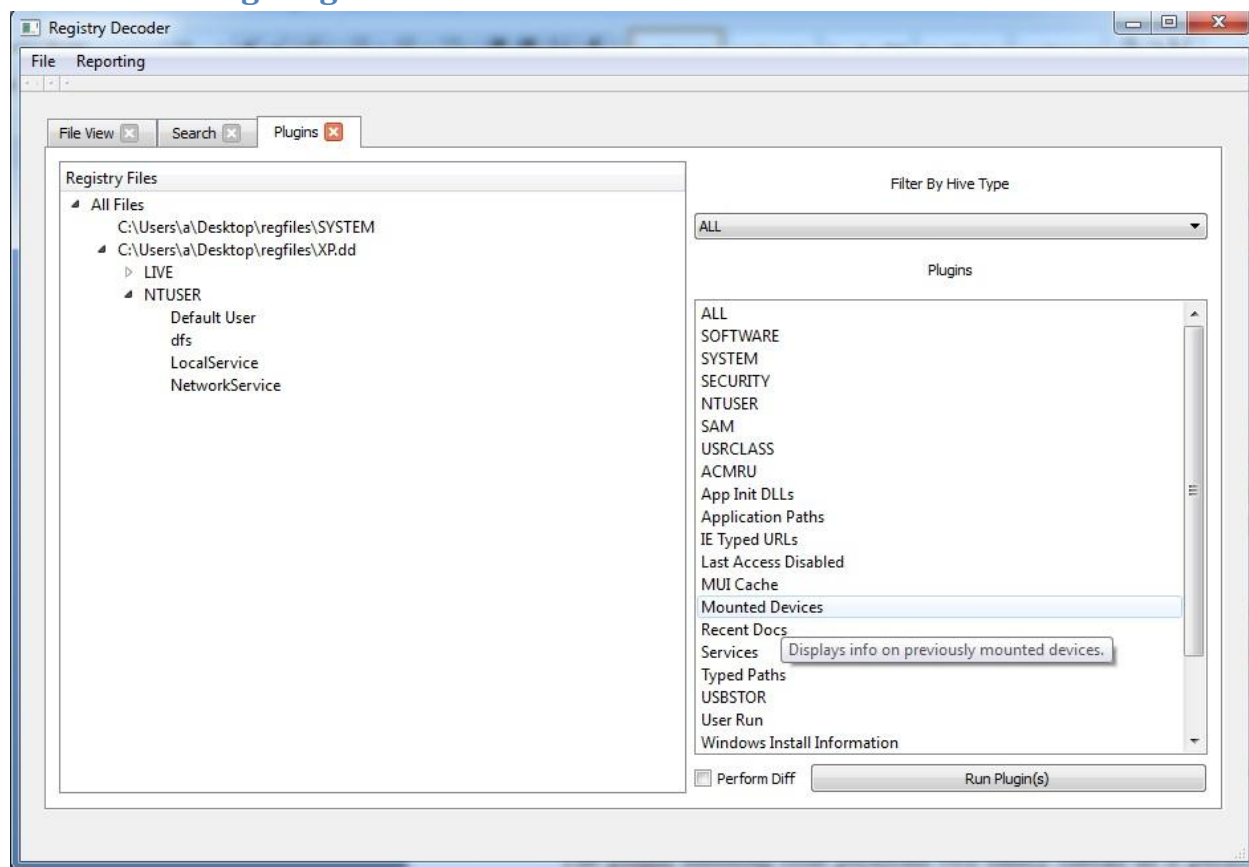 Registry Decoder
File Reporting
File View Search Plugins
Registry Files
All Files
C:\Users\a\Desktop\regfiles\SYSTEM
C:\Users\a\Desktop\regfiles\XP.dd
LIVE
NTUSER
Default User
dfs
LocalService
NetworkService
Filter By Hive Type
ALL
Plugins
ALL
SOFTWARE
SYSTEM
SECURITY
NTUSER
SAM
USRCLASS
ACMRU
App Init DLLs
Application Paths
IE Typed URLs
Last Access Disabled
MUI Cache
Mounted Devices
Recent Docs
Services
Displays info on previously mounted devices.
Typed Paths
USBSTOR
User Run
Windows Install Information
Perform Diff Run Plugin(s)